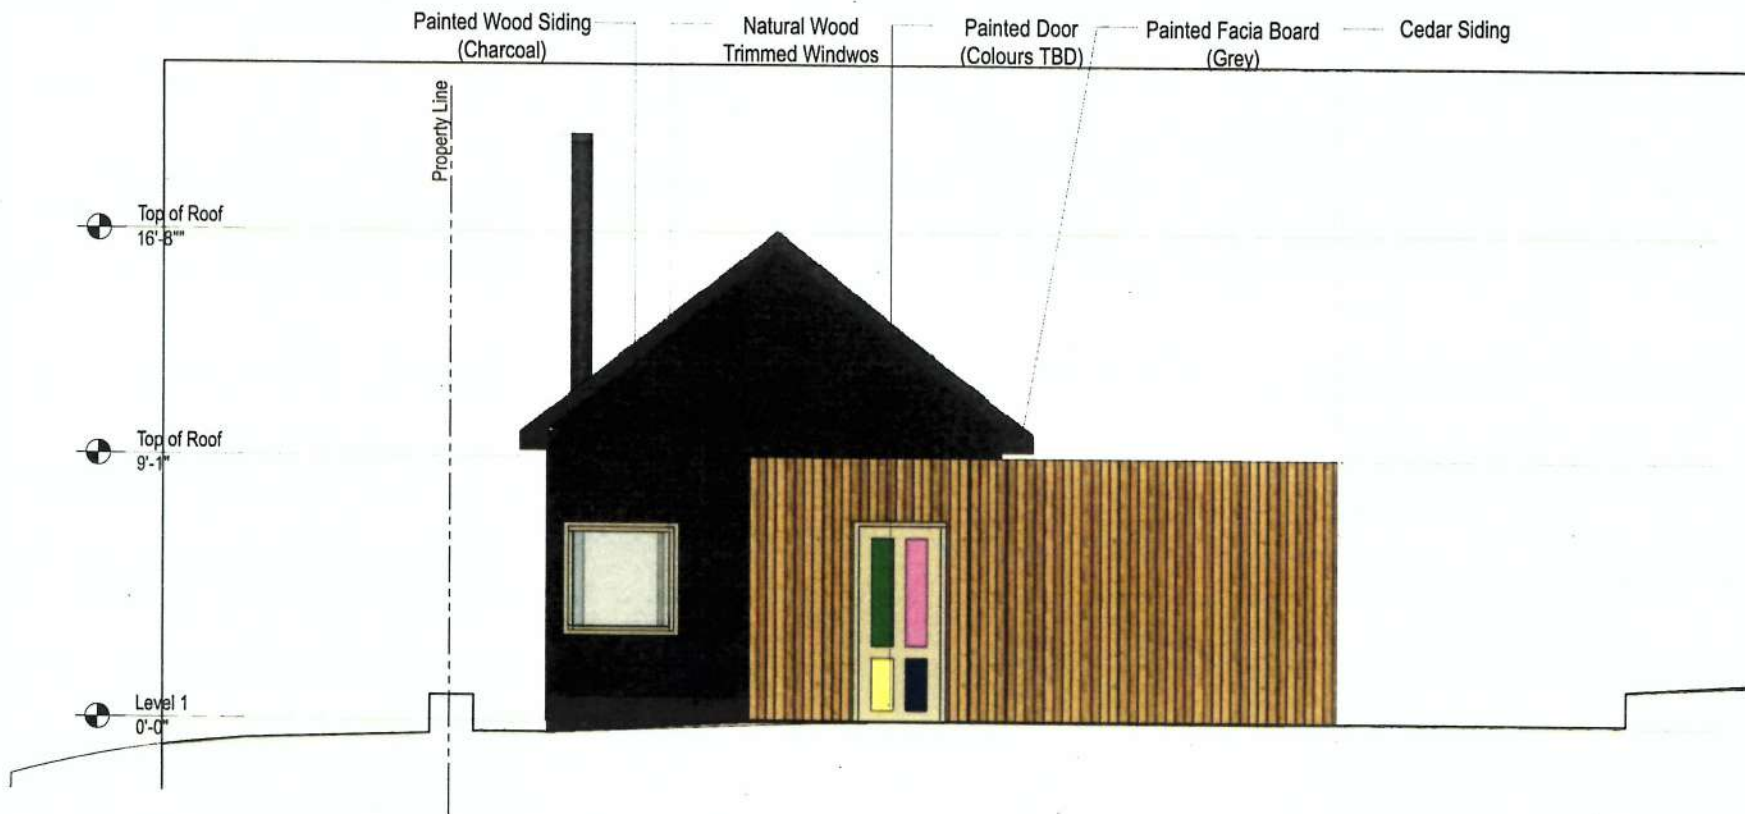 Painted Wood Siding
(Charcoal)
Natural Wood
Trimmed Windwos
Painted Door
(Colours TBD)
Painted Facia Board
(Grey)
Cedar Siding
Property Line
Top of Roof
16'-8""
Top of Roof
9'-1"
Level 1
0'-0"